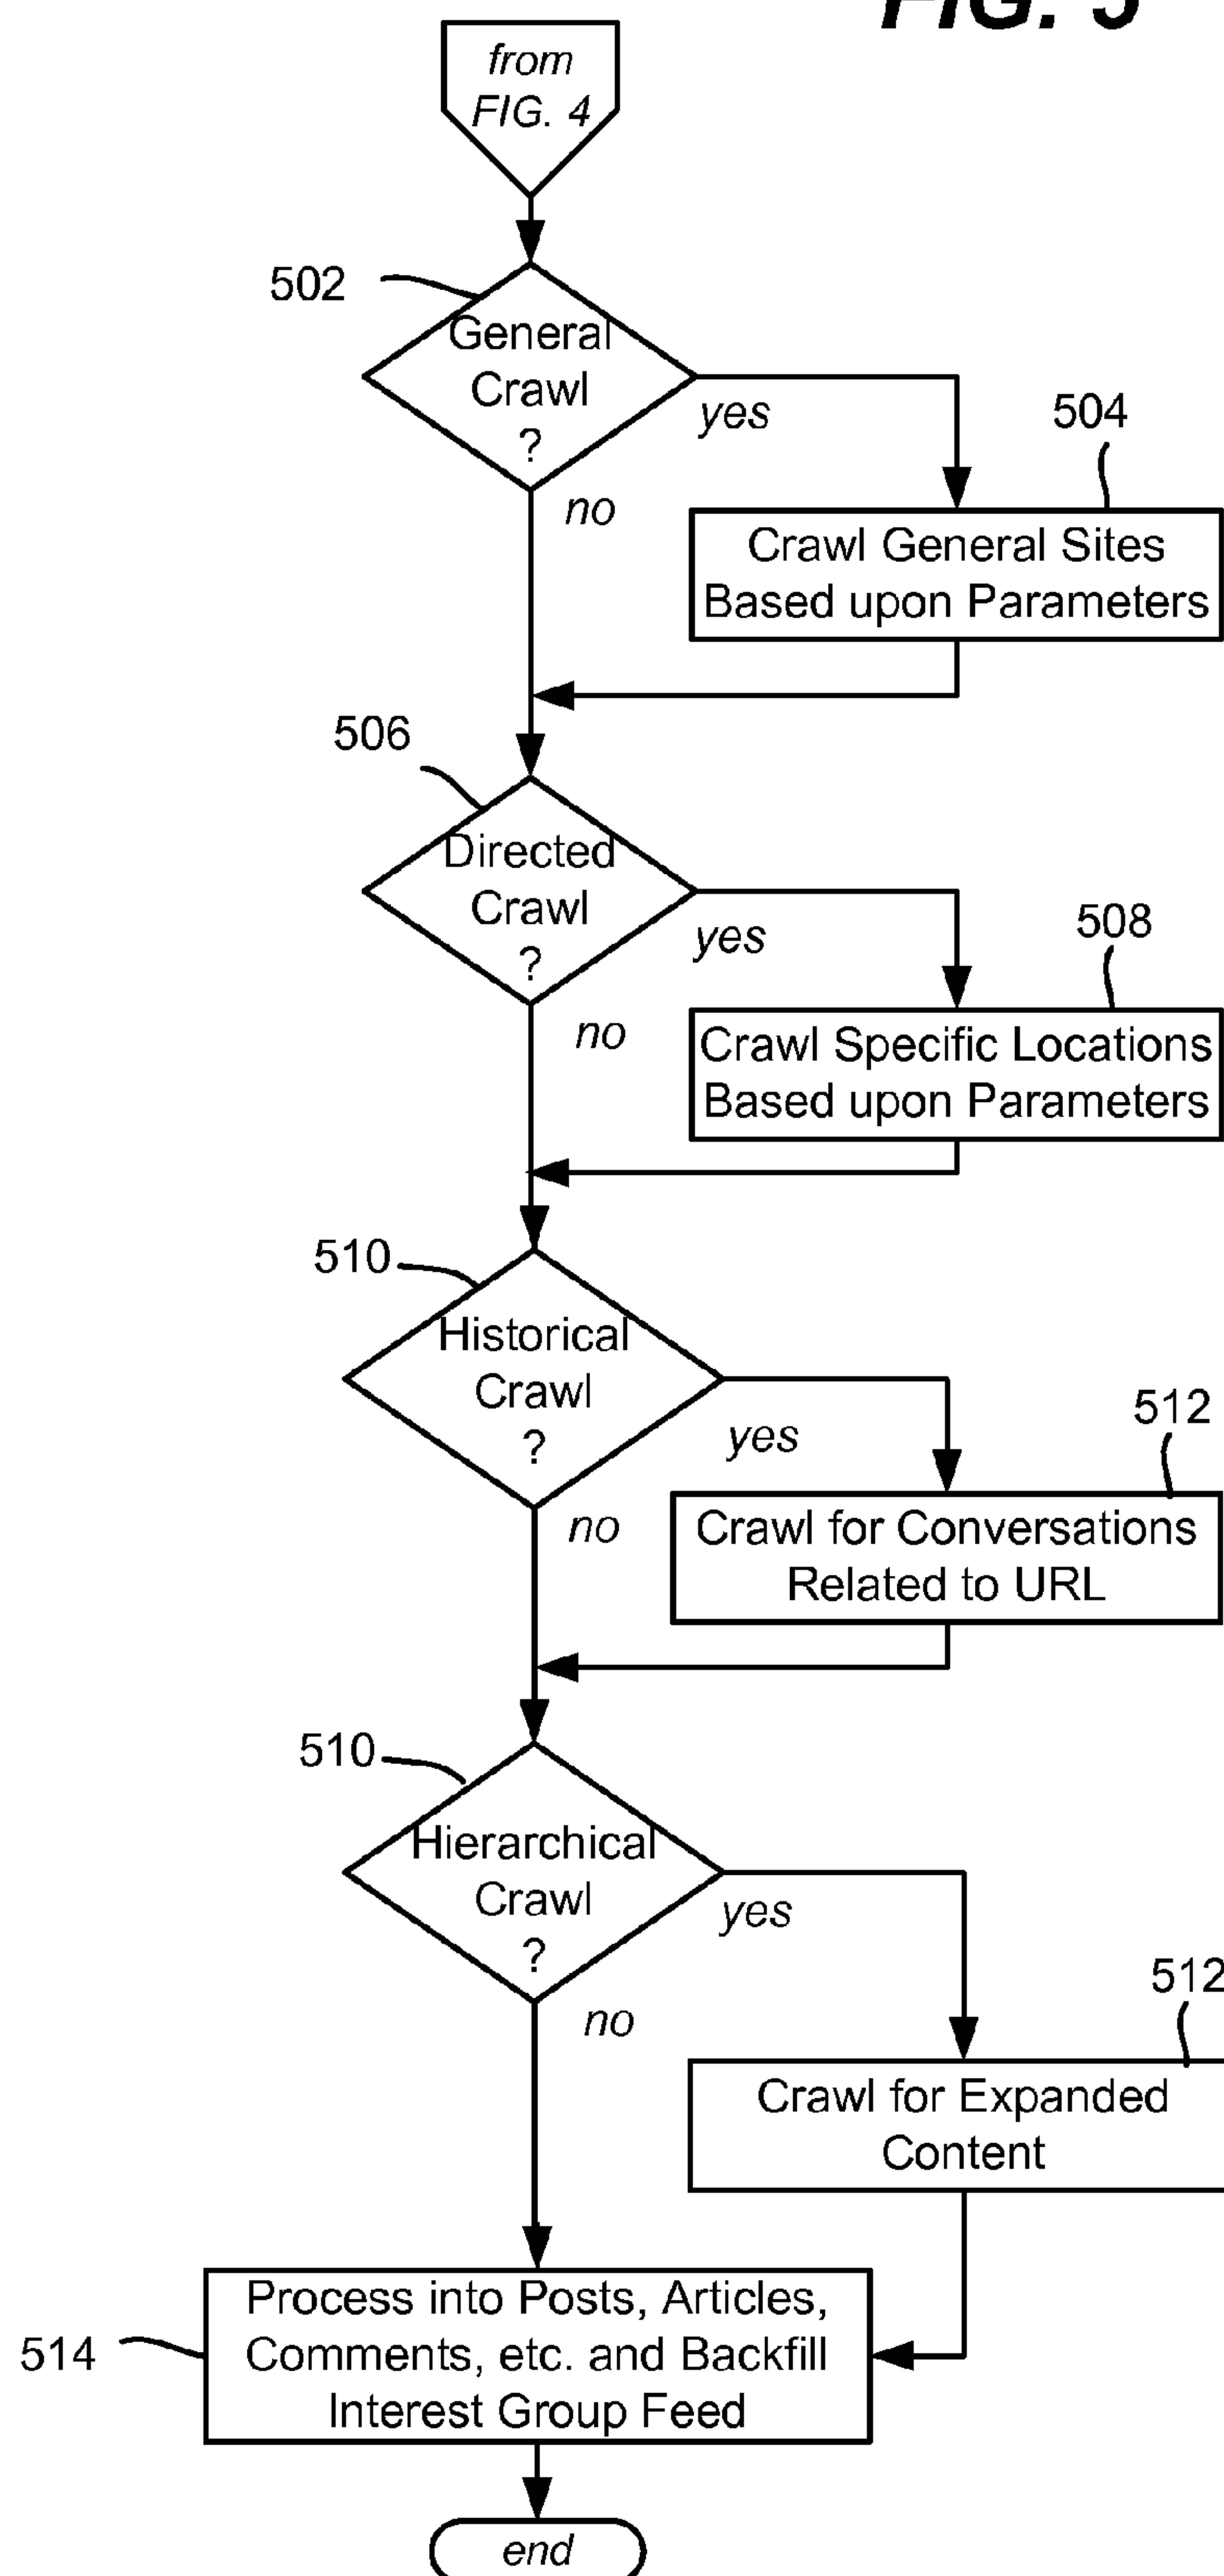 FIG. 5
from
FIG. 4
502
General
Crawl
?
yes
no
504
Crawl General Sites
Based upon Parameters
506
Directed
Crawl
?
yes
no
508
Crawl Specific Locations
Based upon Parameters
510
Historical
Crawl
?
yes
no
512
Crawl for Conversations
Related to URL
510
Hierarchical
Crawl
?
yes
no
512
Crawl for Expanded
Content
514
Process into Posts, Articles,
Comments, etc. and Backfill
Interest Group Feed
end